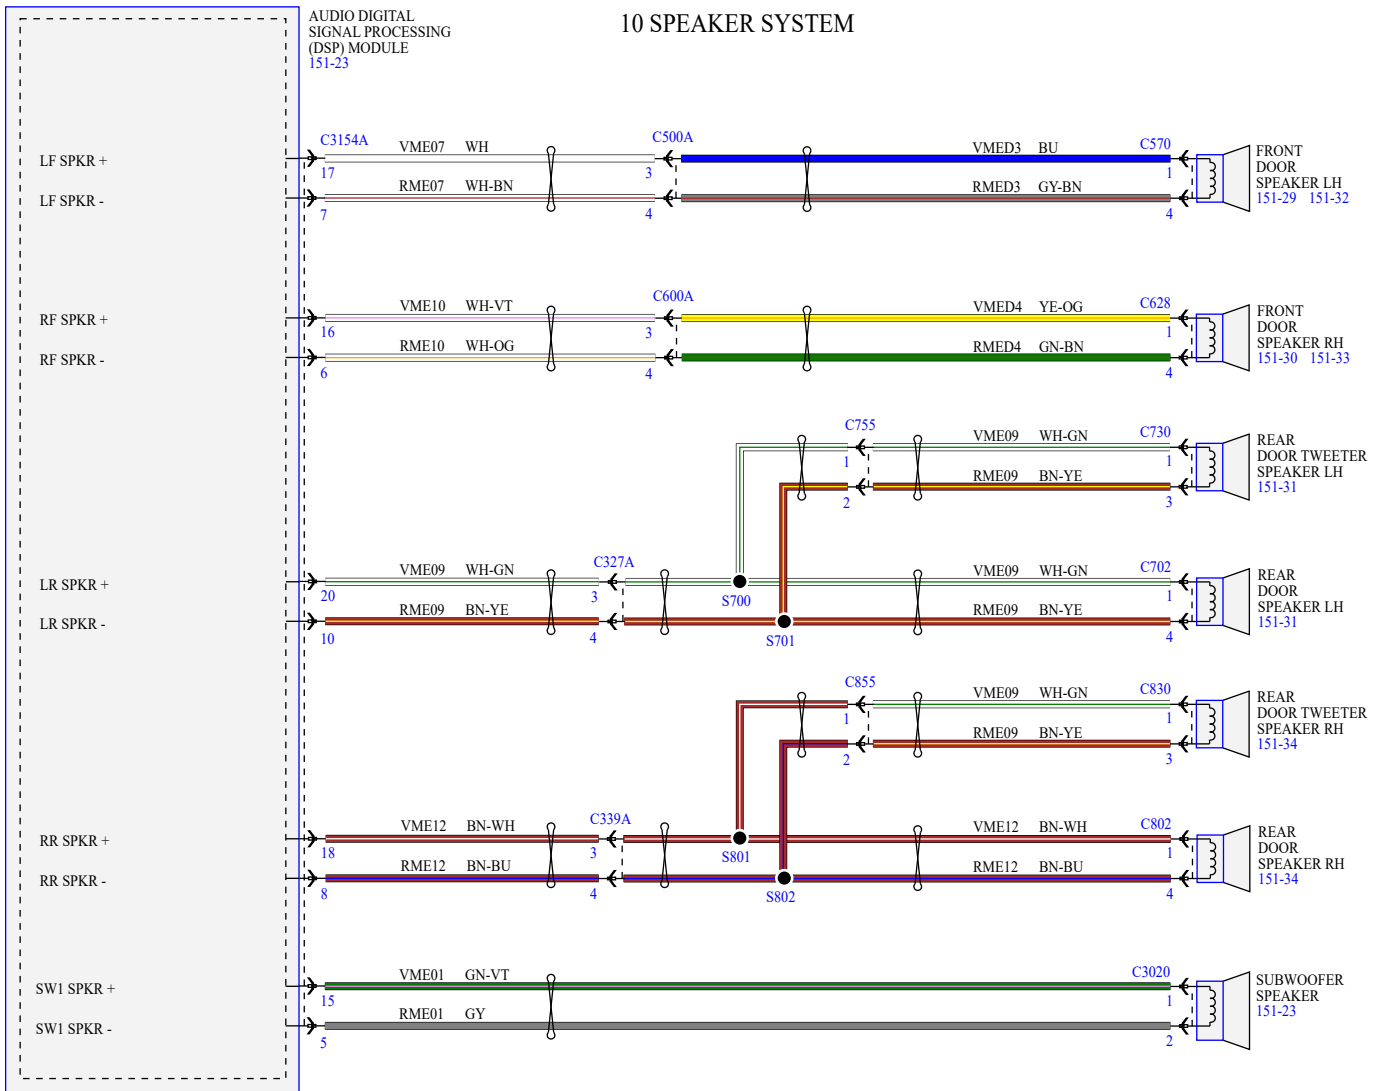 10 SPEAKER SYSTEM
AUDIO DIGITAL
SIGNAL PROCESSING
(DSP) MODULE
151-23
C3154A
VME07 WH
C500A
VMED3 BU
C570
LF SPKR +
17
3
1
FRONT
DOOR
SPEAKER LH
151-29 151-32
RME07 WH-BN
RMED3 GY-BN
LF SPKR -
7
4
4
VME10 WH-VT
C600A
VMED4 YE-OG
C628
RF SPKR +
16
3
1
FRONT
DOOR
SPEAKER RH
151-30 151-33
RME10 WH-OG
RMED4 GN-BN
RF SPKR -
6
4
4
C755
VME09 WH-GN
C730
1
1
REAR
DOOR TWEETER
SPEAKER LH
151-31
RME09 BN-YE
2
3
VME09 WH-GN
C327A
VME09 WH-GN
C702
LR SPKR +
20
3
S700
1
REAR
DOOR
SPEAKER LH
151-31
RME09 BN-YE
RME09 BN-YE
LR SPKR -
10
4
S701
4
C855
VME09 WH-GN
C830
1
1
REAR
DOOR TWEETER
SPEAKER RH
151-34
RME09 BN-YE
2
3
VME12 BN-WH
C339A
VME12 BN-WH
C802
RR SPKR +
18
3
S801
1
REAR
DOOR
SPEAKER RH
151-34
RME12 BN-BU
RME12 BN-BU
RR SPKR -
8
4
S802
4
VME01 GN-VT
C3020
SW1 SPKR +
15
1
SUBWOOFER
SPEAKER
151-23
RME01 GY
SW1 SPKR -
5
2